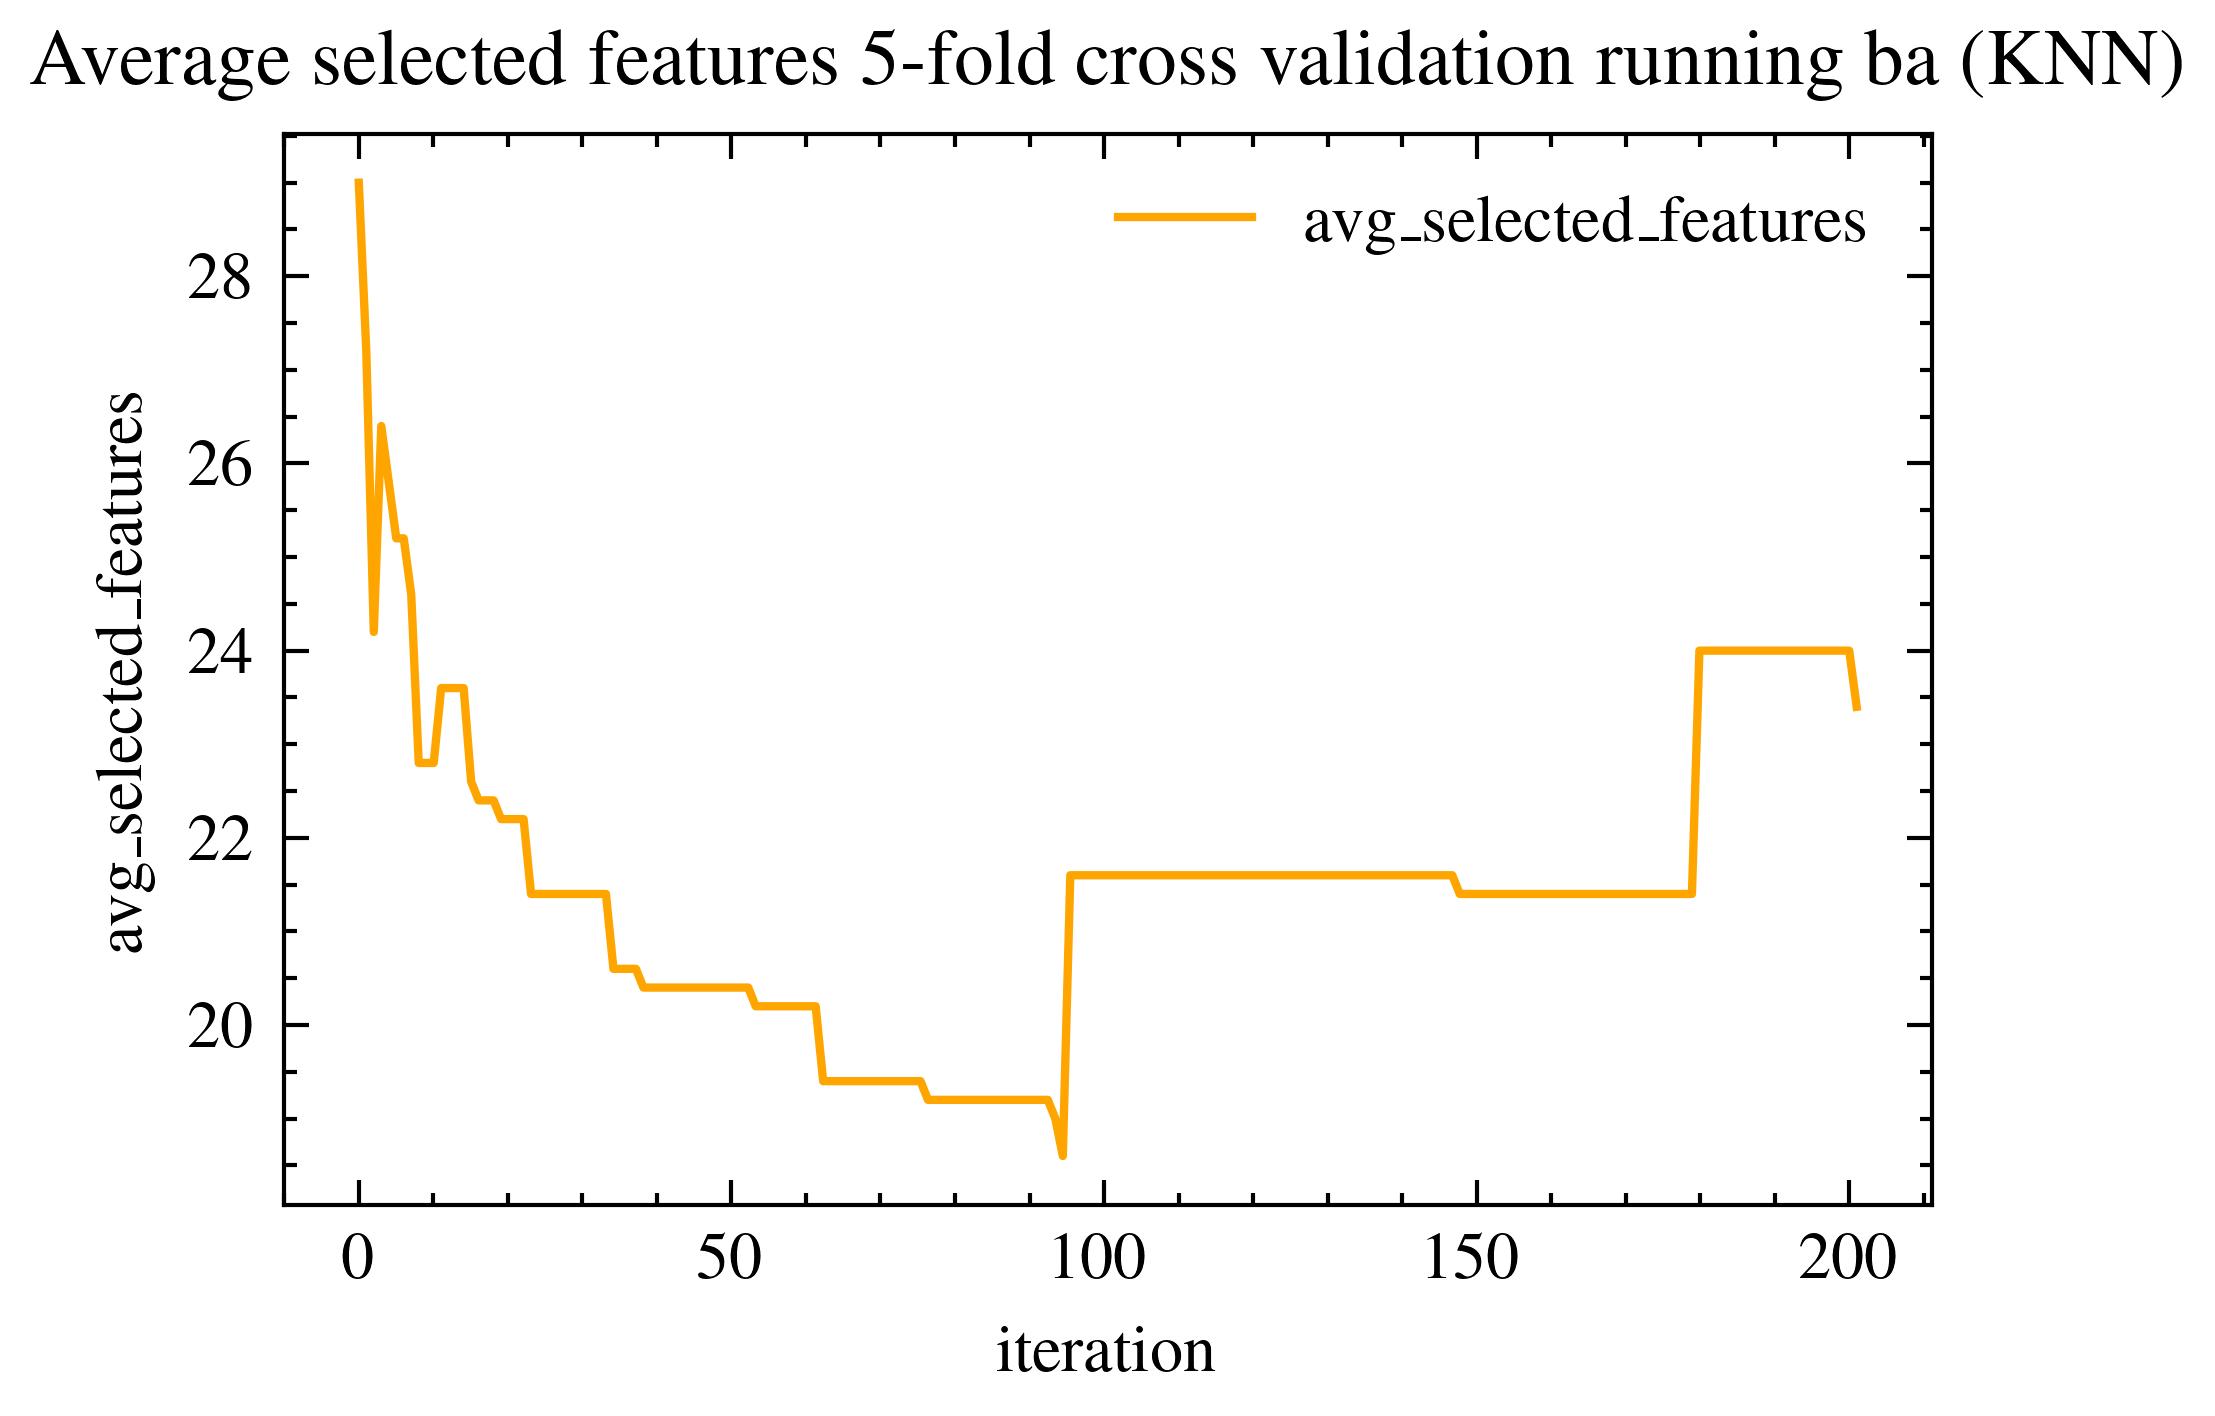 Average selected features 5-fold cross validation running ba (KNN)
avg_selected_features
28
26
24
22
20
avg_selected_features
0 50 100 150 200
iteration